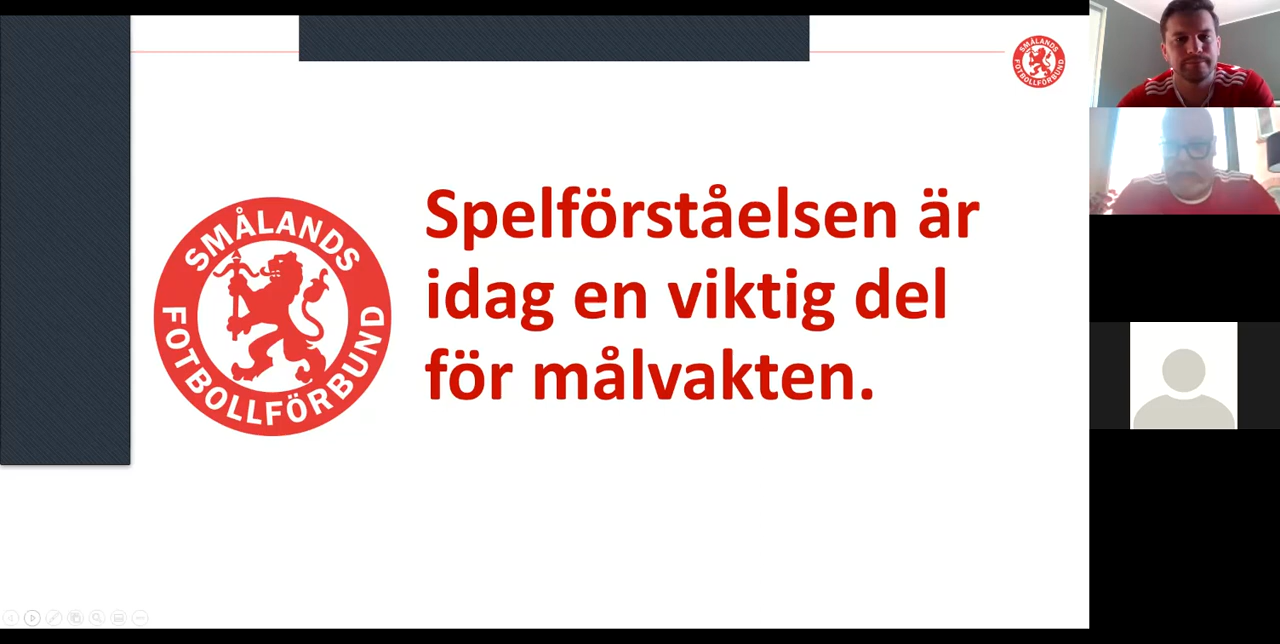 SMÅLANDS
FOTBOLLFÖRBUND
SMÅLANDS
FOTBOLLFÖRBUND
Spelförståelsen är
idag en viktig del
för målvakten.